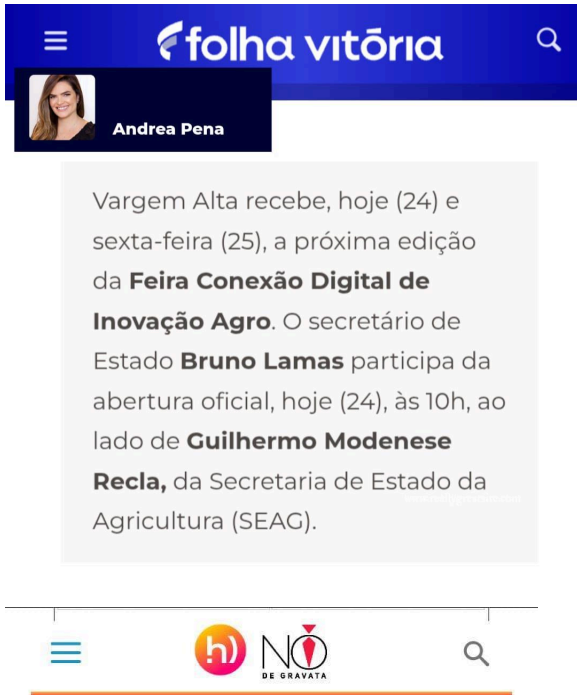 folha vitória
Andrea Pena
Vargem Alta recebe, hoje (24) e
sexta-feira (25), a próxima edição
da Feira Conexão Digital de
Inovação Agro. O secretário de
Estado Bruno Lamas participa da
abertura oficial, hoje (24), às 10h, ao
lado de Guilhermo Modenese
Recla, da Secretaria de Estado da
Agricultura (SEAG).
h)
NÓ
DE GRAVATA